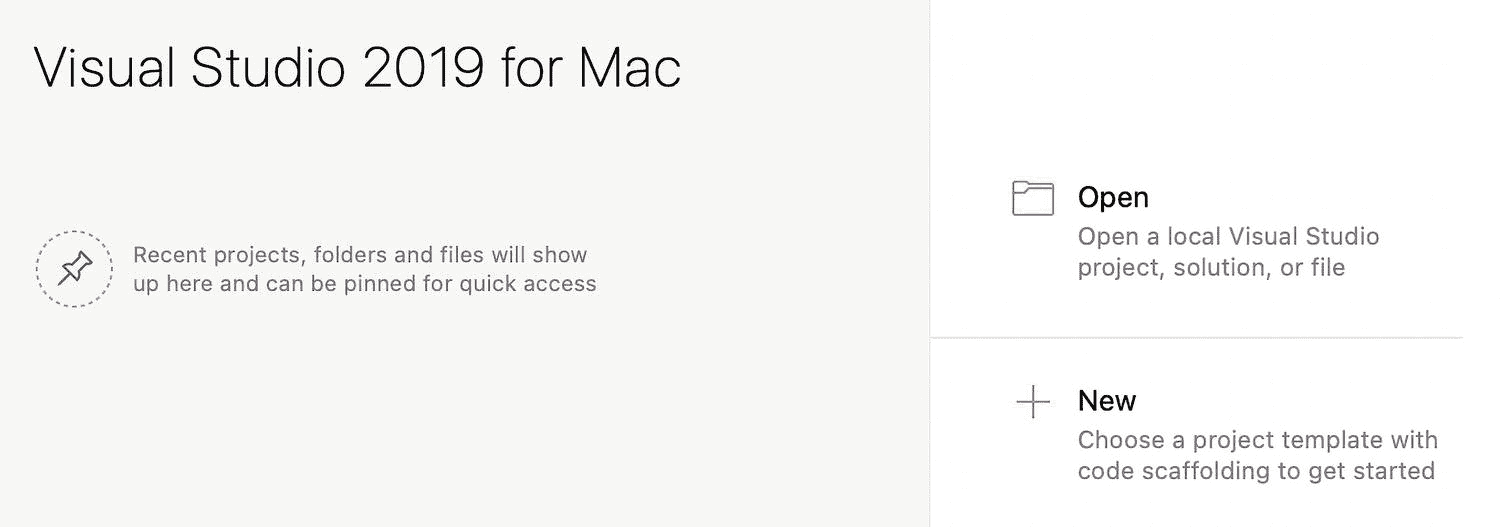 Visual Studio 2019 for Mac
Recent projects, folders and files will show
up here and can be pinned for quick access
Open
Open a local Visual Studio
project, solution, or file
New
Choose a project template with
code scaffolding to get started